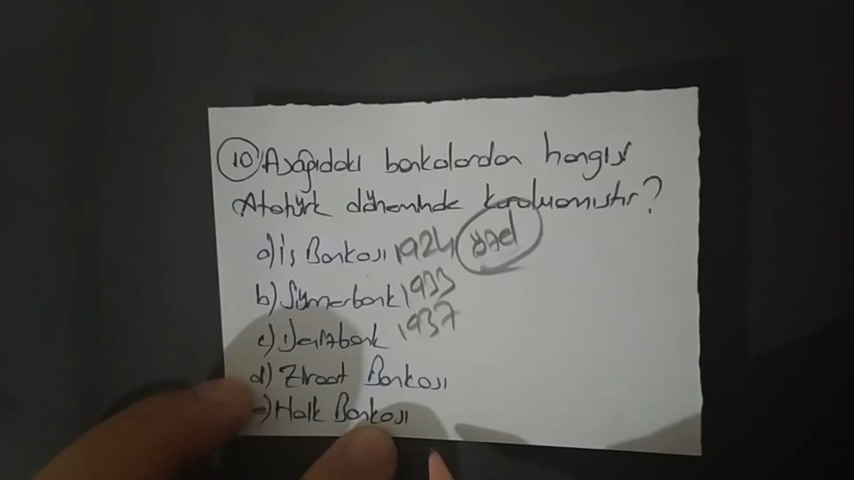 10) Aşağıdaki bankalardan hangisi
Atatürk döneminde kurulmamıştır?
a) İş Bankası 1924 özel
b) Sümerbank 1933
c) Denizbank 1937
d) Ziraat Bankası
e) Halk Bankası